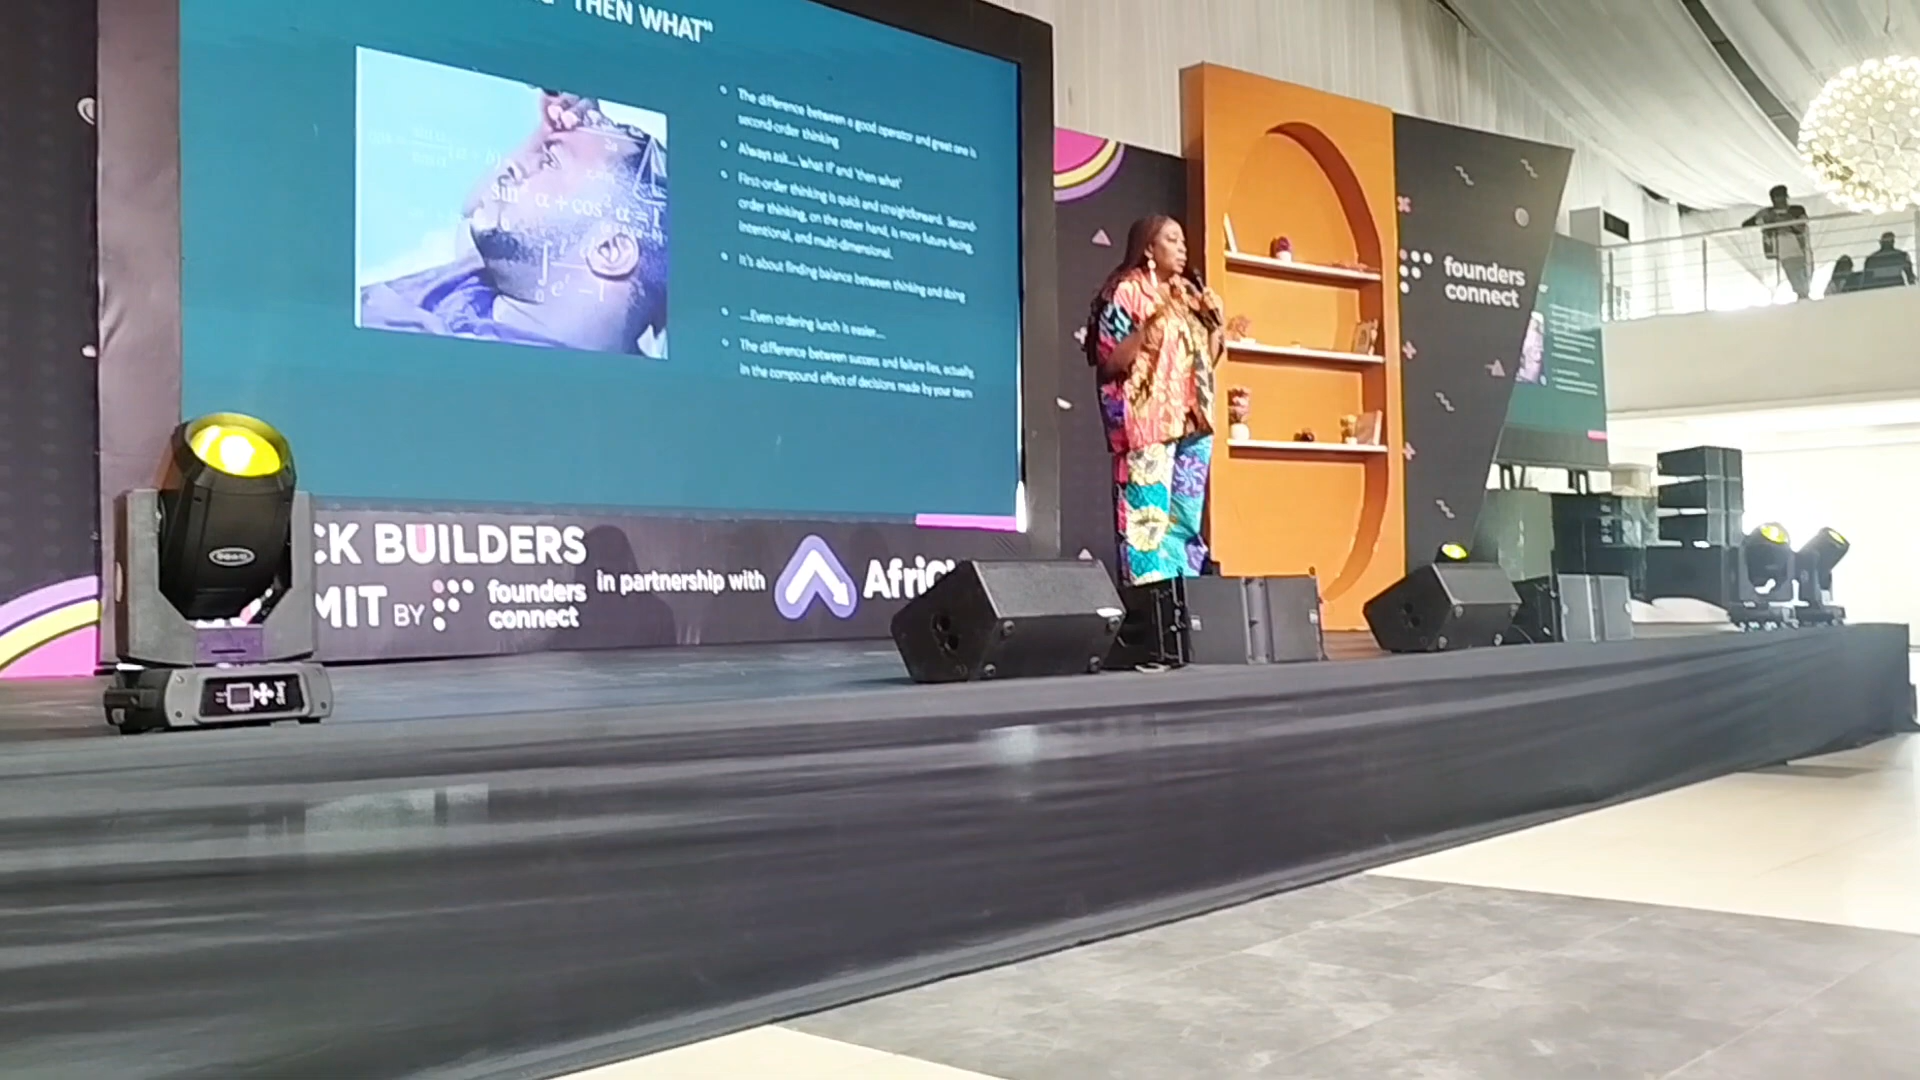 "THEN WHAT"
The difference between a good operator and great one is
second-order thinking
Always ask.... 'what if' and 'then what'
First-order thinking is quick and straightforward. Second-
order thinking, on the other hand, is more future-facing,
intentional, and multi-dimensional.
It's about finding balance between thinking and doing
....Even ordering lunch is easier....
The difference between success and failure lies, actually,
in the compound effect of decisions made by your team
sin² α + cos² α = 1
founders
connect
CK BUILDERS
MIT BY founders connect
in partnership with
Afri